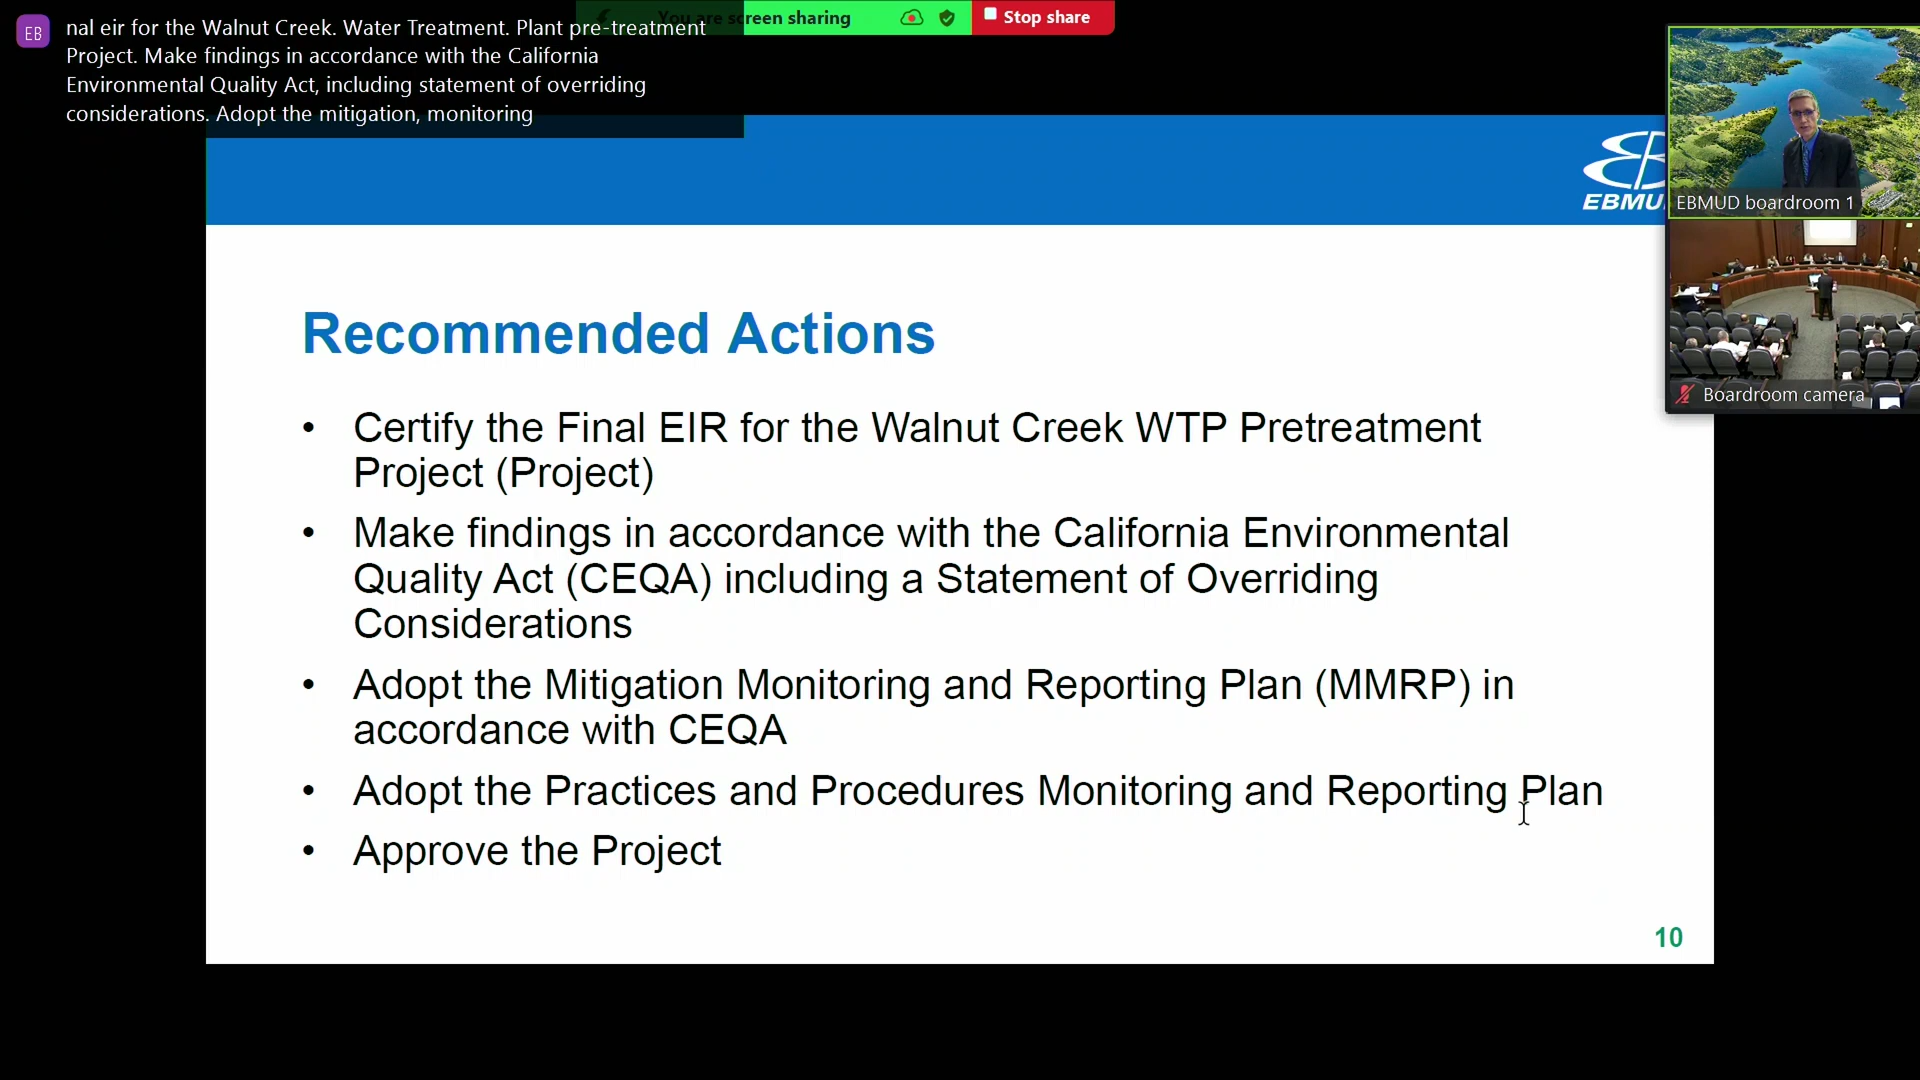 EB
nal eir for the Walnut Creek. Water Treatment. Plant pre-treatment
Project. Make findings in accordance with the California
Environmental Quality Act, including statement of overriding
considerations. Adopt the mitigation, monitoring
You are screen sharing
Stop share
EBMU
EBMUD boardroom 1
Boardroom camera
Recommended Actions
• Certify the Final EIR for the Walnut Creek WTP Pretreatment
Project (Project)
• Make findings in accordance with the California Environmental
Quality Act (CEQA) including a Statement of Overriding
Considerations
• Adopt the Mitigation Monitoring and Reporting Plan (MMRP) in
accordance with CEQA
• Adopt the Practices and Procedures Monitoring and Reporting Plan
• Approve the Project
10